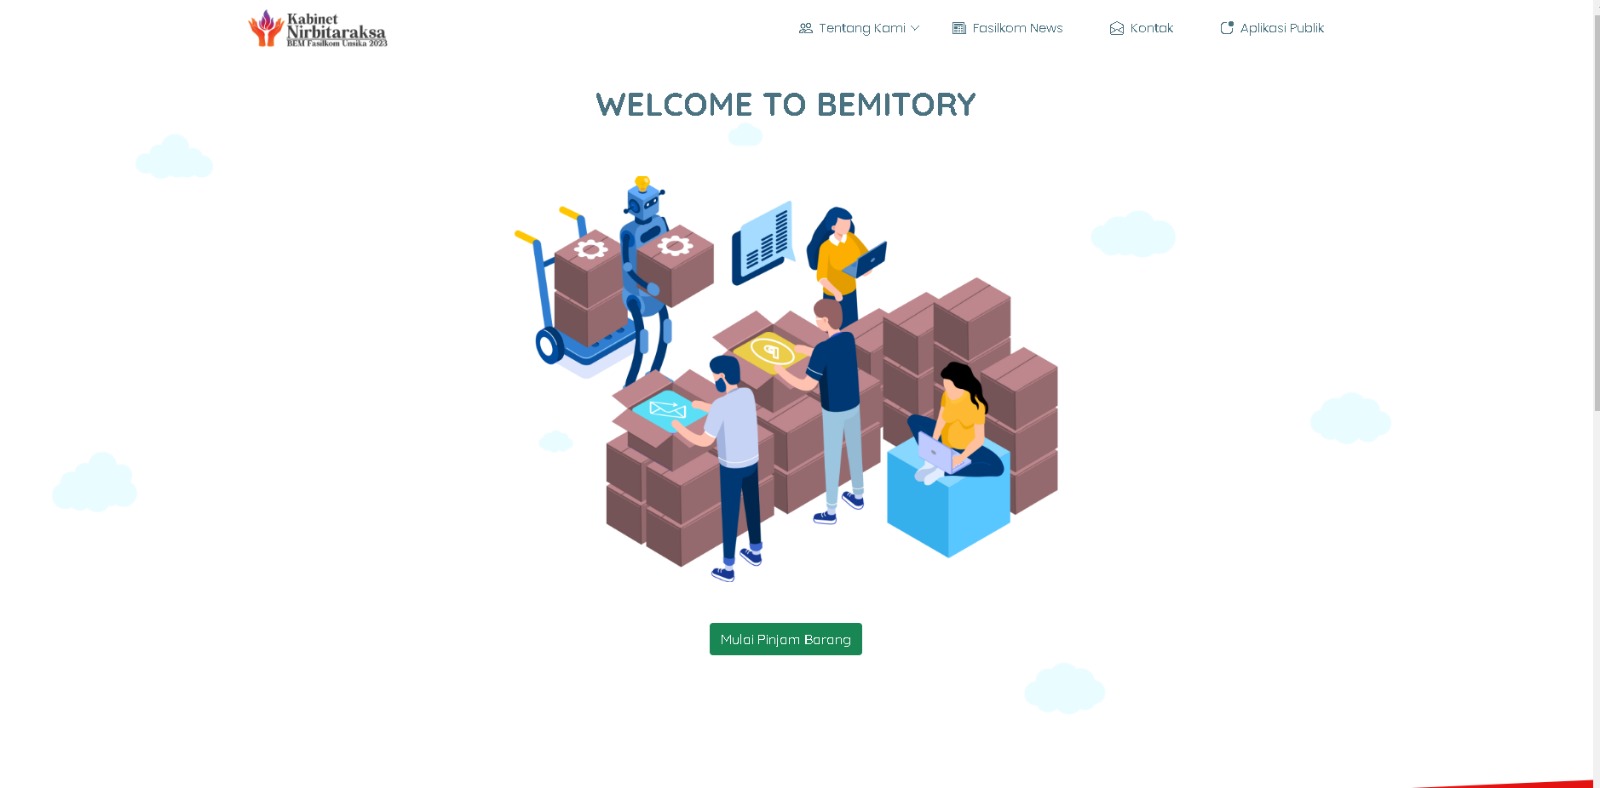 Kabinet
Nirbitaraksa
BEM Fasilkom Unsika 2023
Tentang Kami
Fasilkom News
Kontak
Aplikasi Publik
WELCOME TO BEMITORY
Mulai Pinjam Barang